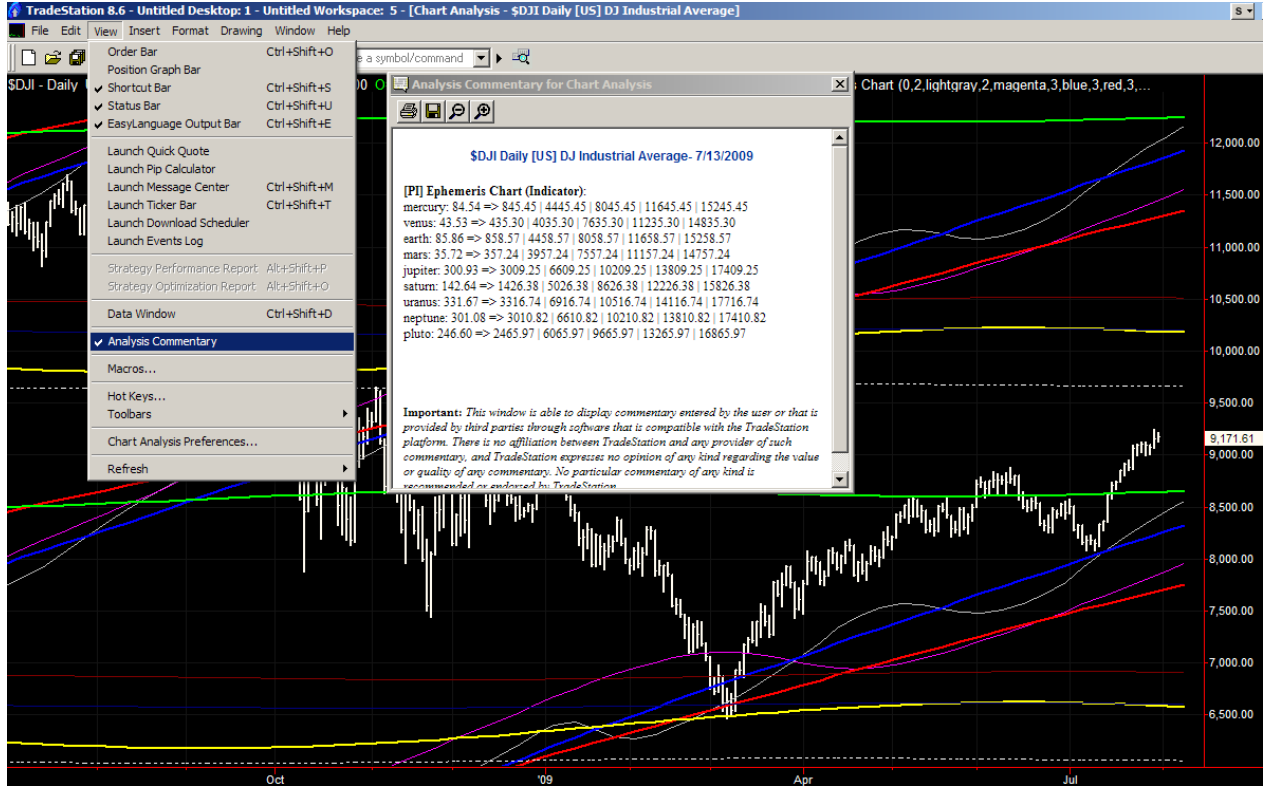 TradeStation 8.6 - Untitled Desktop: 1 - Untitled Workspace: 5 - [Chart Analysis - $DJI Daily [US] DJ Industrial Average]
S
File Edit View Insert Format Drawing Window Help
e a symbol/command
$DJI - Daily
00
Chart (0,2,lightgray,2,magenta,3,blue,3,red,3,...
Order Bar Ctrl+Shift+O
Position Graph Bar
Shortcut Bar Ctrl+Shift+S
Status Bar Ctrl+Shift+U
EasyLanguage Output Bar Ctrl+Shift+E
Launch Quick Quote
Launch Pip Calculator
Launch Message Center Ctrl+Shift+M
Launch Ticker Bar Ctrl+Shift+T
Launch Download Scheduler
Launch Events Log
Strategy Performance Report Alt+Shift+P
Strategy Optimization Report Alt+Shift+O
Data Window Ctrl+Shift+D
Analysis Commentary
Macros...
Hot Keys...
Toolbars
Chart Analysis Preferences...
Refresh
Analysis Commentary for Chart Analysis
$DJI Daily [US] DJ Industrial Average- 7/13/2009
[PI] Ephemeris Chart (Indicator):
mercury: 84.54 => 845.45 | 4445.45 | 8045.45 | 11645.45 | 15245.45
venus: 43.53 => 435.30 | 4035.30 | 7635.30 | 11235.30 | 14835.30
earth: 85.86 => 858.57 | 4458.57 | 8058.57 | 11658.57 | 15258.57
mars: 35.72 => 357.24 | 3957.24 | 7557.24 | 11157.24 | 14757.24
jupiter: 300.93 => 3009.25 | 6609.25 | 10209.25 | 13809.25 | 17409.25
saturn: 142.64 => 1426.38 | 5026.38 | 8626.38 | 12226.38 | 15826.38
uranus: 331.67 => 3316.74 | 6916.74 | 10516.74 | 14116.74 | 17716.74
neptune: 301.08 => 3010.82 | 6610.82 | 10210.82 | 13810.82 | 17410.82
pluto: 246.60 => 2465.97 | 6065.97 | 9665.97 | 13265.97 | 16865.97
Important: This window is able to display commentary entered by the user or that is
provided by third parties through software that is compatible with the TradeStation
platform. There is no affiliation between TradeStation and any provider of such
commentary, and TradeStation expresses no opinion of any kind regarding the value
or quality of any commentary. No particular commentary of any kind is
recommended or endorsed by TradeStation
12,000.00
11,500.00
11,000.00
10,500.00
10,000.00
9,500.00
9,171.61
9,000.00
8,500.00
8,000.00
7,500.00
7,000.00
6,500.00
Oct '09 Apr Jul